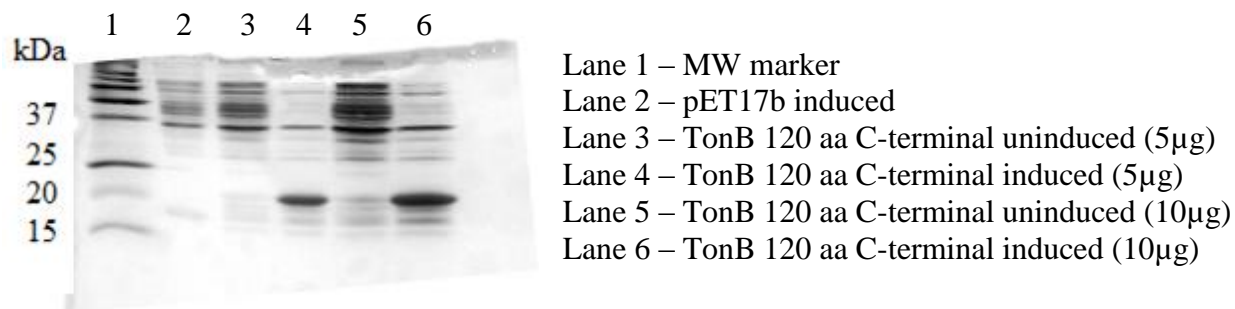 1 2 3 4 5 6
kDa
37
25
20
15
Lane 1 – MW marker
Lane 2 – pET17b induced
Lane 3 – TonB 120 aa C-terminal uninduced (5µg)
Lane 4 – TonB 120 aa C-terminal induced (5µg)
Lane 5 – TonB 120 aa C-terminal uninduced (10µg)
Lane 6 – TonB 120 aa C-terminal induced (10µg)